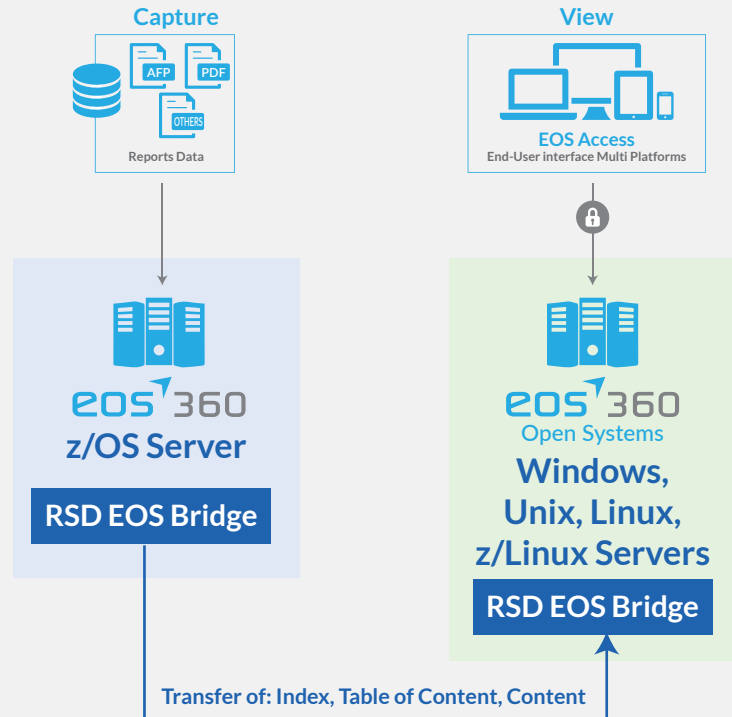 Capture
AFP
PDF
OTHERS
Reports Data
eos 360
z/OS Server
RSD EOS Bridge
View
EOS Access
End-User interface Multi Platforms
eos 360
Open Systems
Windows,
Unix, Linux,
z/Linux Servers
RSD EOS Bridge
Transfer of: Index, Table of Content, Content